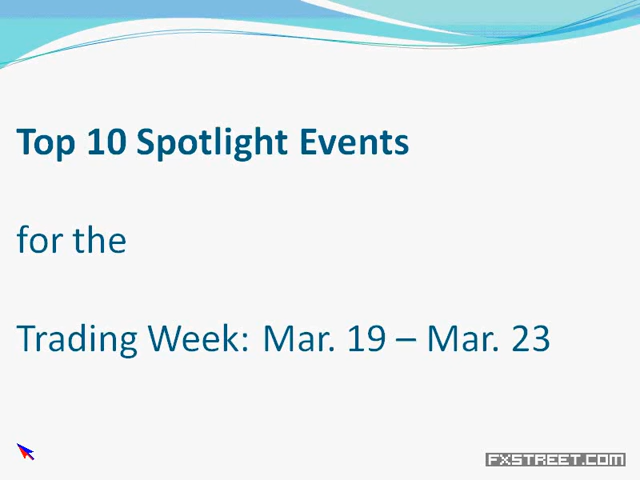 Top 10 Spotlight Events
for the
Trading Week: Mar. 19 – Mar. 23
FXSTREET.COM